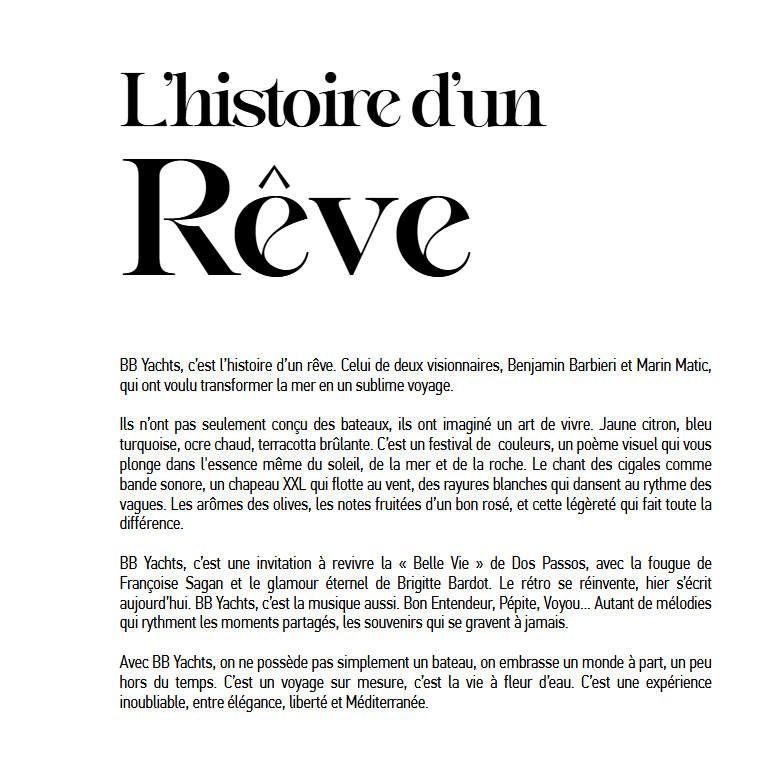 L'histoire d'un
Rêve
BB Yachts, c'est l'histoire d'un rêve. Celui de deux visionnaires, Benjamin Barbieri et Marin Matic,
qui ont voulu transformer la mer en un sublime voyage.
Ils n'ont pas seulement conçu des bateaux, ils ont imaginé un art de vivre. Jaune citron, bleu
turquoise, ocre chaud, terracotta brûlante. C'est un festival de  couleurs, un poème visuel qui vous
plonge dans l'essence même du soleil, de la mer et de la roche. Le chant des cigales comme
bande sonore, un chapeau XXL qui flotte au vent, des rayures blanches qui dansent au rythme des
vagues. Les arômes des olives, les notes fruitées d'un bon rosé, et cette légèreté qui fait toute la
différence.
BB Yachts, c'est une invitation à revivre la « Belle Vie » de Dos Passos, avec la fougue de
Françoise Sagan et le glamour éternel de Brigitte Bardot. Le rétro se réinvente, hier s'écrit
aujourd'hui. BB Yachts, c'est la musique aussi. Bon Entendeur, Pépite, Voyou... Autant de mélodies
qui rythment les moments partagés, les souvenirs qui se gravent à jamais.
Avec BB Yachts, on ne possède pas simplement un bateau, on embrasse un monde à part, un peu
hors du temps. C'est un voyage sur mesure, c'est la vie à fleur d'eau. C'est une expérience
inoubliable, entre élégance, liberté et Méditerranée.